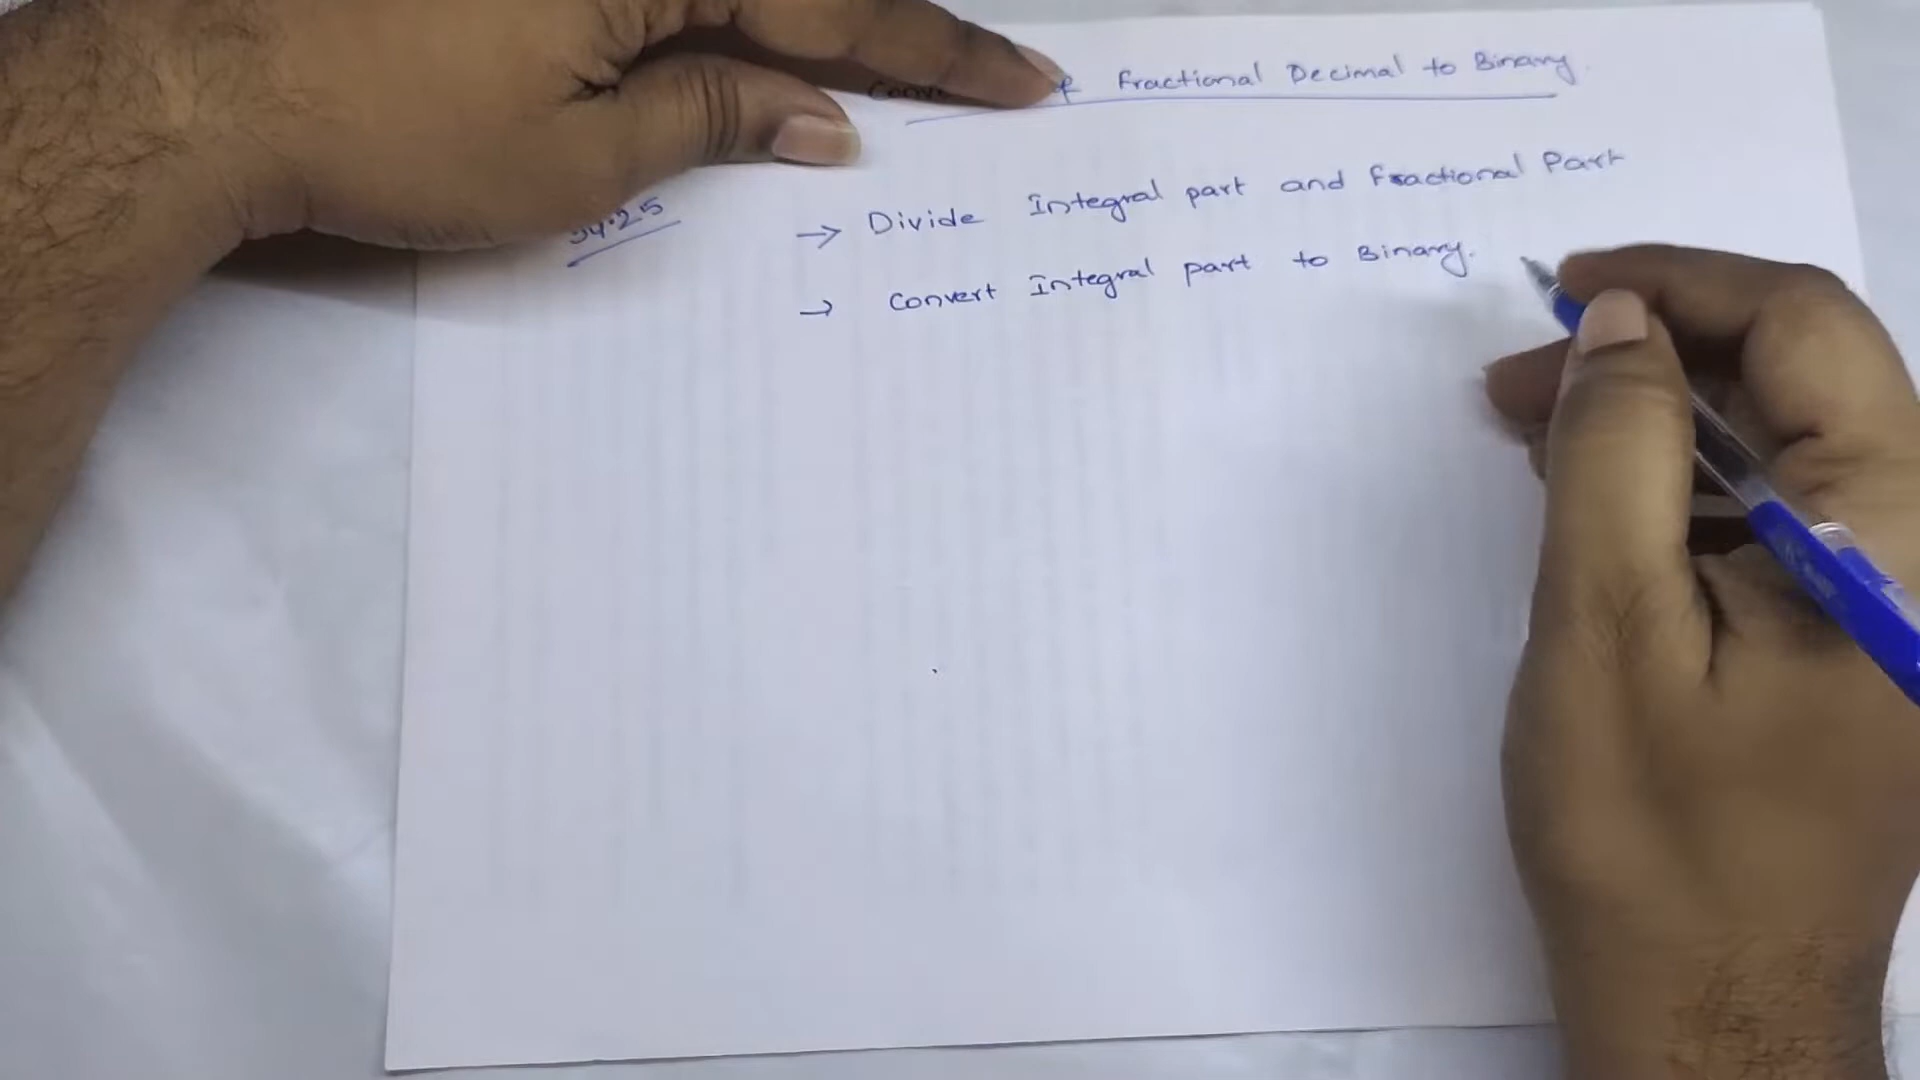 Fractional Decimal to Binary.
→ Divide Integral part and Fractional Part
→ Convert Integral part to Binary.